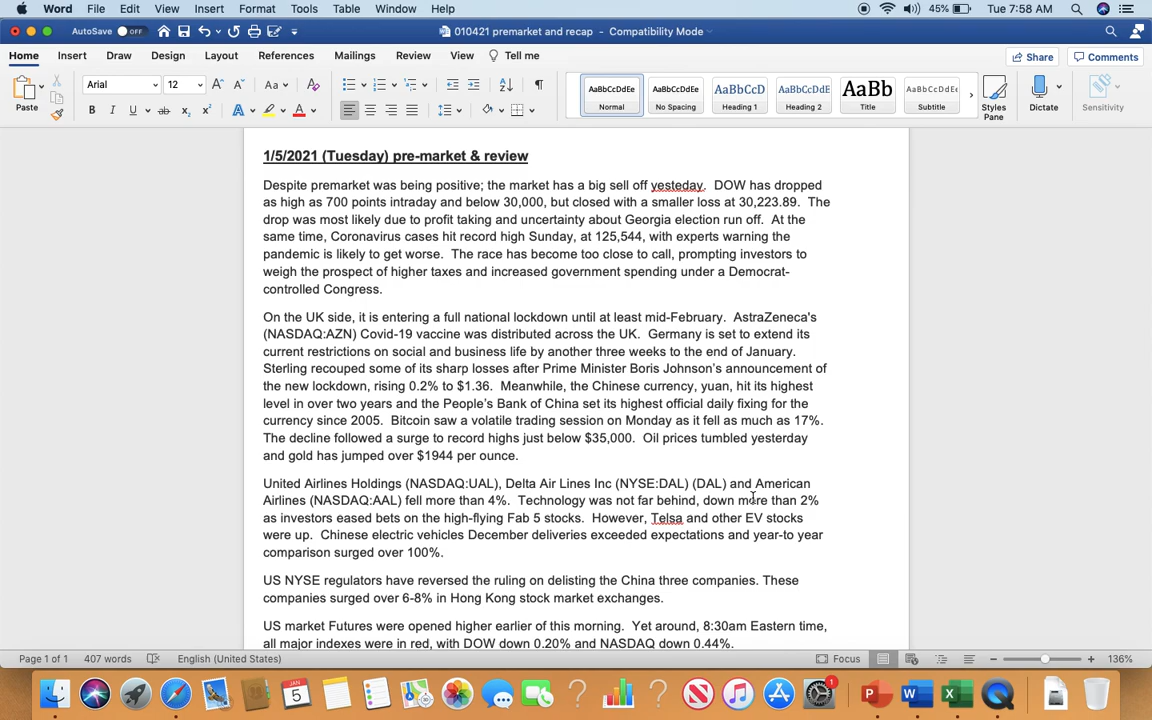 Word File Edit View Insert Format Tools Table Window Help 45% Tue 7:58 AM
AutoSave OFF 010421 premarket and recap - Compatibility Mode
Home Insert Draw Design Layout References Mailings Review View Tell me Share Comments
Paste Arial 12 AaBbCcDdEe AaBbCcDdEe AaBbCcD AaBbCcDdE AaBb AaBbCcDdEe Styles Pane Dictate Sensitivity
Normal No Spacing Heading 1 Heading 2 Title Subtitle
1/5/2021 (Tuesday) pre-market & review
Despite premarket was being positive; the market has a big sell off yesteday. DOW has dropped
as high as 700 points intraday and below 30,000, but closed with a smaller loss at 30,223.89. The
drop was most likely due to profit taking and uncertainty about Georgia election run off. At the
same time, Coronavirus cases hit record high Sunday, at 125,544, with experts warning the
pandemic is likely to get worse. The race has become too close to call, prompting investors to
weigh the prospect of higher taxes and increased government spending under a Democrat-
controlled Congress.
On the UK side, it is entering a full national lockdown until at least mid-February. AstraZeneca's
(NASDAQ:AZN) Covid-19 vaccine was distributed across the UK. Germany is set to extend its
current restrictions on social and business life by another three weeks to the end of January.
Sterling recouped some of its sharp losses after Prime Minister Boris Johnson's announcement of
the new lockdown, rising 0.2% to $1.36. Meanwhile, the Chinese currency, yuan, hit its highest
level in over two years and the People's Bank of China set its highest official daily fixing for the
currency since 2005. Bitcoin saw a volatile trading session on Monday as it fell as much as 17%.
The decline followed a surge to record highs just below $35,000. Oil prices tumbled yesterday
and gold has jumped over $1944 per ounce.
United Airlines Holdings (NASDAQ:UAL), Delta Air Lines Inc (NYSE:DAL) (DAL) and American
Airlines (NASDAQ:AAL) fell more than 4%. Technology was not far behind, down more than 2%
as investors eased bets on the high-flying Fab 5 stocks. However, Telsa and other EV stocks
were up. Chinese electric vehicles December deliveries exceeded expectations and year-to year
comparison surged over 100%.
US NYSE regulators have reversed the ruling on delisting the China three companies. These
companies surged over 6-8% in Hong Kong stock market exchanges.
US market Futures were opened higher earlier of this morning. Yet around, 8:30am Eastern time,
all major indexes were in red, with DOW down 0.20% and NASDAQ down 0.44%.
Page 1 of 1 407 words English (United States) Focus 136%